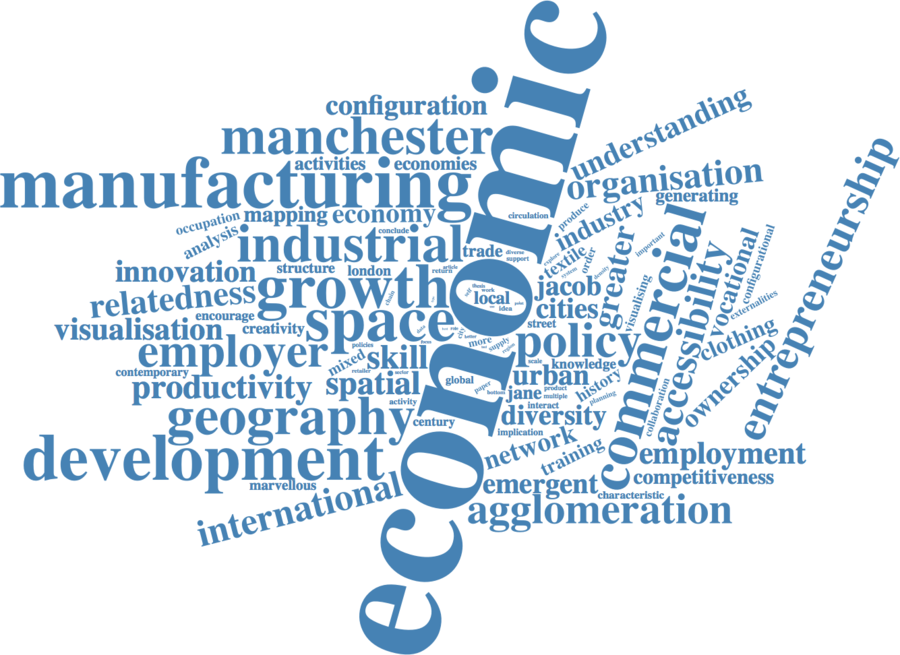 economic
configuration
understanding
manchester
activities
economies
entrepreneurship
manufacturing
organisation
generating
occupation
mapping
economy
circulation
produce
industry
analysis
conclude
industrial
trade
diverse
support
textile
order
greater
important
commercial
innovation
structure
london
article
return
growth
jacob
relatedness
local
idea
work
cities
visualising
accessibility
vocational
configurational
externalities
encourage
space
street
visualisation
creativity
policy
clothing
employer
policies
mixed
skill
more
supply
knowledge
scale
contemporary
retailer
sector
urban
history
ownership
productivity
spatial
global
paper
bottom
jane
product
multiple
planning
activity
interact
collaboration
geography
century
diversity
implication
network
training
development
employment
marvellous
emergent
competitiveness
characteristic
international
agglomeration